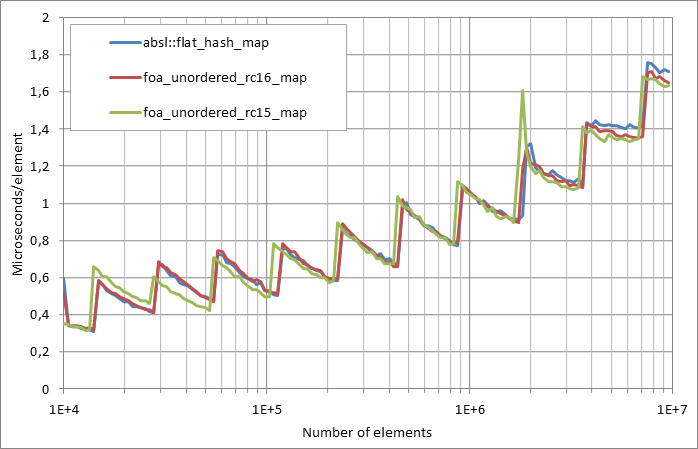 2
1,8
1,6
1,4
1,2
1
0,8
0,6
0,4
0,2
0
Microseconds/element
absl::flat_hash_map
foa_unordered_rc16_map
foa_unordered_rc15_map
1E+4 1E+5 1E+6 1E+7
Number of elements